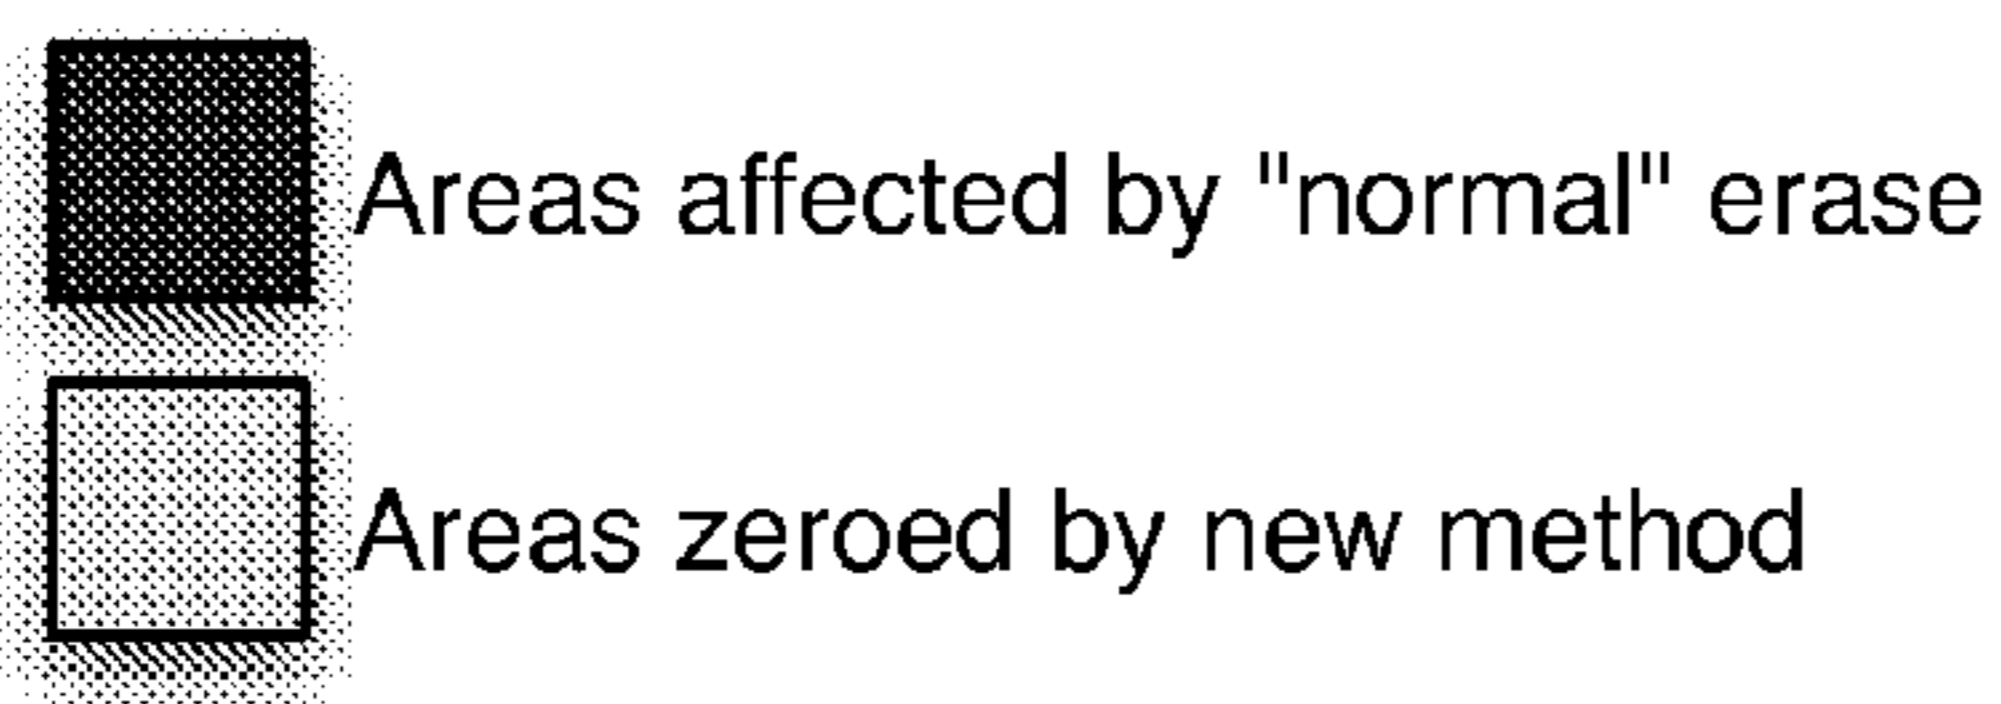 Areas affected by "normal" erase
Areas zeroed by new method